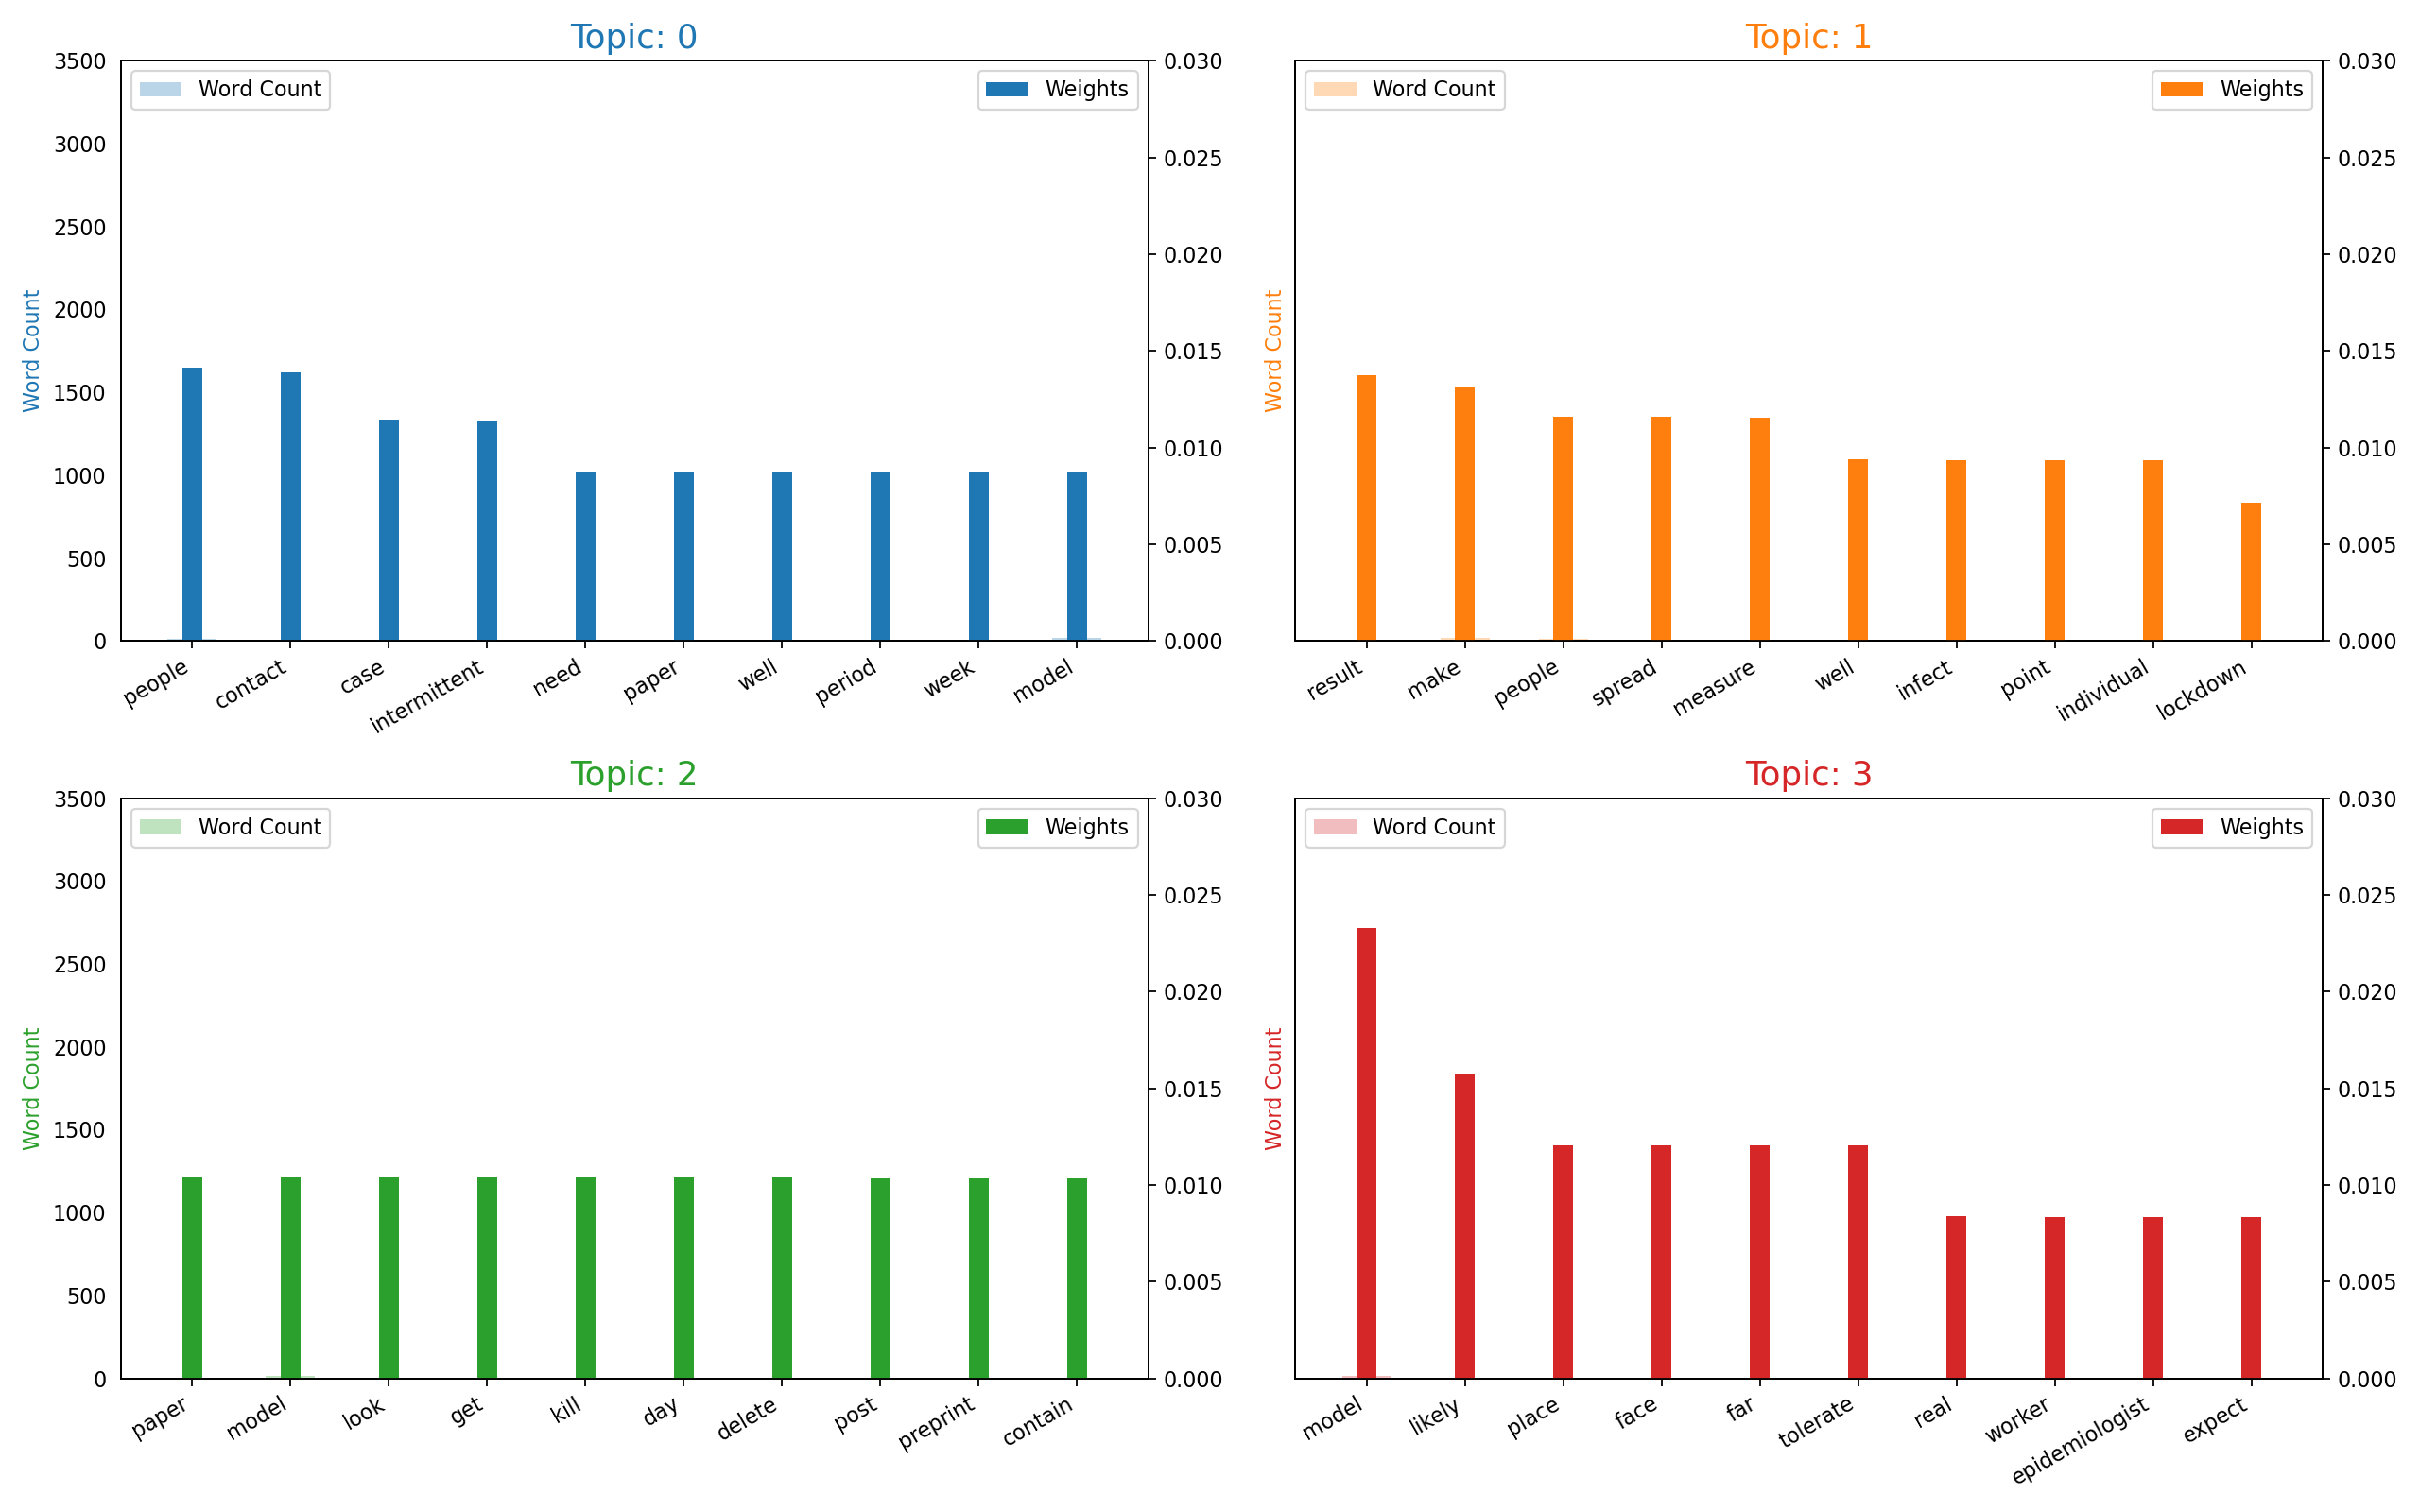 Topic: 0
Word Count
Weights
3500
3000
2500
2000
1500
1000
500
0
0.030
0.025
0.020
0.015
0.010
0.005
0.000
Word Count
people
contact
case
intermittent
need
paper
well
period
week
model
Topic: 1
Word Count
Weights
0.030
0.025
0.020
0.015
0.010
0.005
0.000
Word Count
result
make
people
spread
measure
well
infect
point
individual
lockdown
Topic: 2
Word Count
Weights
3500
3000
2500
2000
1500
1000
500
0
0.030
0.025
0.020
0.015
0.010
0.005
0.000
Word Count
paper
model
look
get
kill
day
delete
post
preprint
contain
Topic: 3
Word Count
Weights
0.030
0.025
0.020
0.015
0.010
0.005
0.000
Word Count
model
likely
place
face
far
tolerate
real
worker
epidemiologist
expect